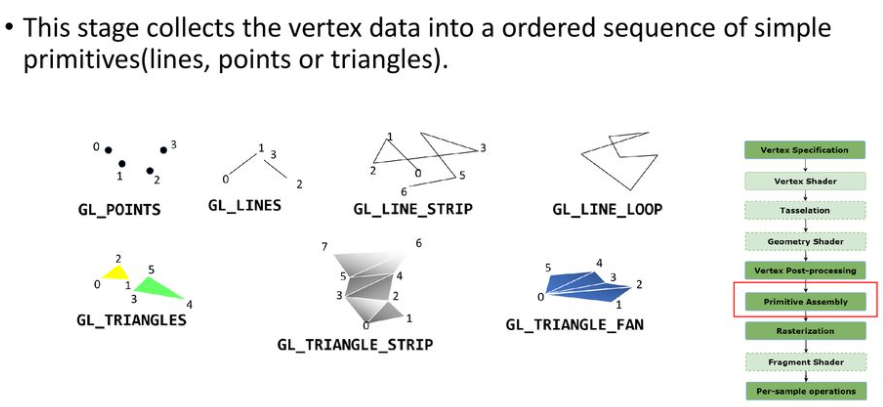 • This stage collects the vertex data into a ordered sequence of simple
primitives(lines, points or triangles).
0
1
2
3
GL_POINTS
0
1
3
2
GL_LINES
1
2
0
3
5
6
GL_LINE_STRIP
GL_LINE_LOOP
0
2
1
5
3
4
GL_TRIANGLES
7
6
5
4
3
2
0
1
GL_TRIANGLE_STRIP
5
4
3
2
0
1
GL_TRIANGLE_FAN
Vertex Specification
Vertex Shader
Tasselation
Geometry Shader
Vertex Post-processing
Primitive Assembly
Rasterization
Fragment Shader
Per-sample operations